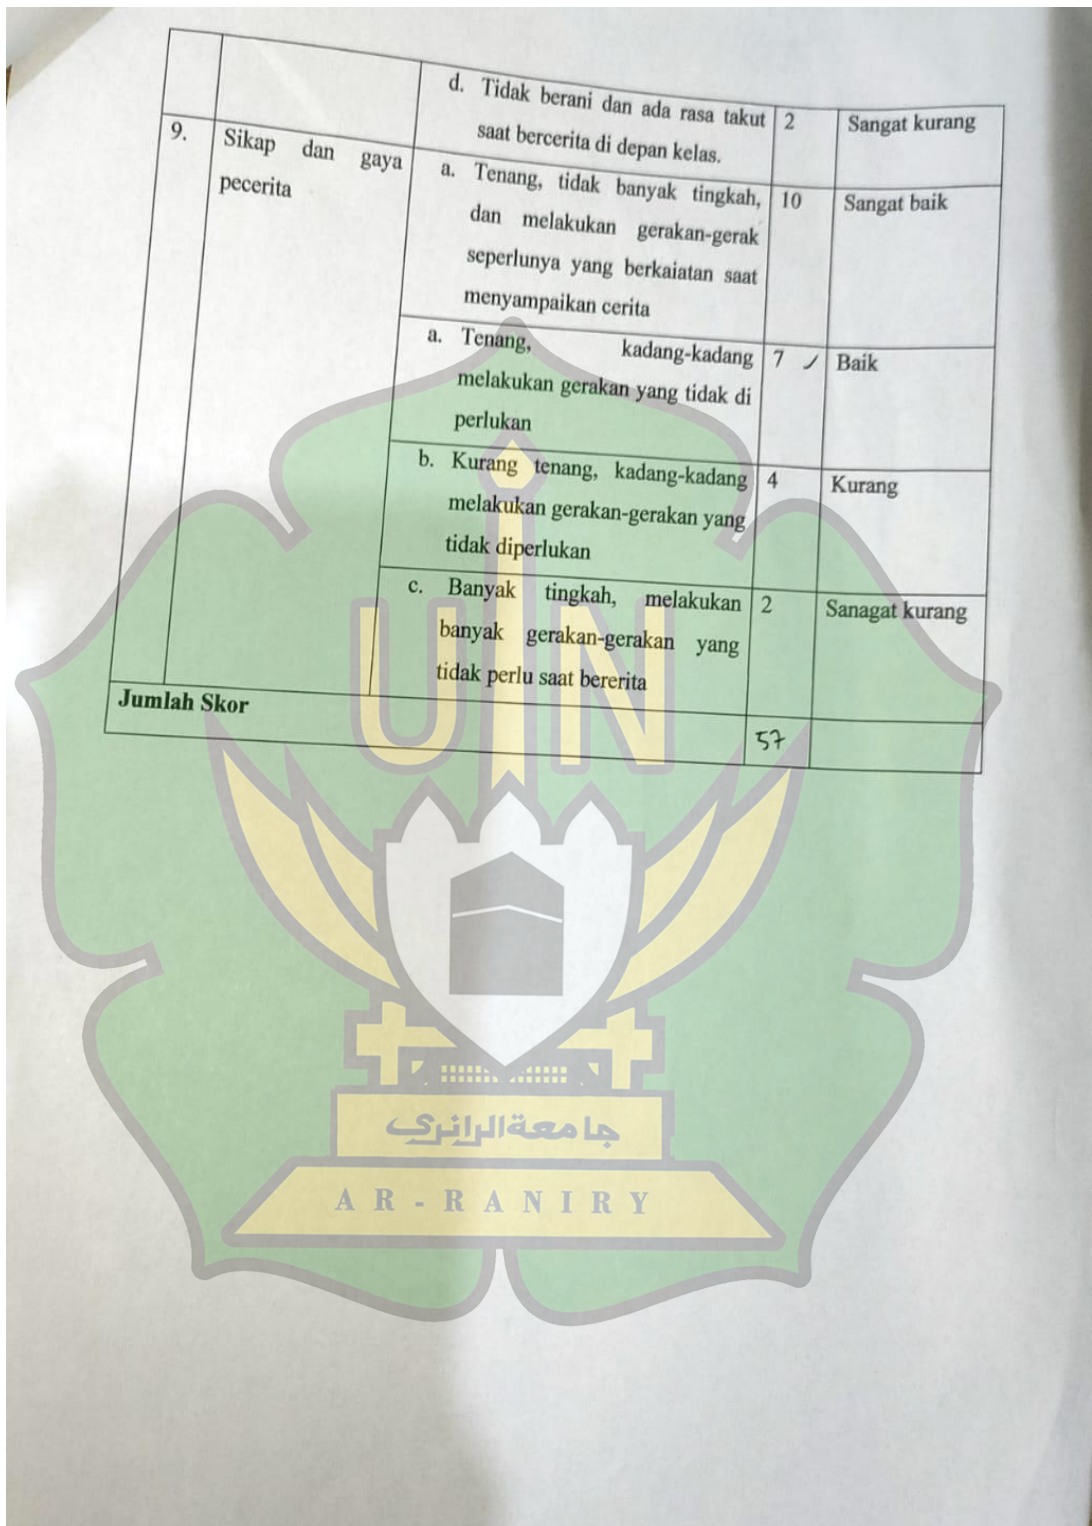 d. Tidak berani dan ada rasa takut 2 Sangat kurang
saat bercerita di depan kelas.
9. Sikap dan gaya a. Tenang, tidak banyak tingkah, 10 Sangat baik
pecerita dan melakukan gerakan-gerak
seperlunya yang berkaiatan saat
menyampaikan cerita
a. Tenang, kadang-kadang 7 ✓ Baik
melakukan gerakan yang tidak di
perlukan
b. Kurang tenang, kadang-kadang 4 Kurang
melakukan gerakan-gerakan yang
tidak diperlukan
c. Banyak tingkah, melakukan 2 Sanagat kurang
banyak gerakan-gerakan yang
tidak perlu saat bererita
Jumlah Skor 57
UIN
جامعةالرانري
AR-RANIRY